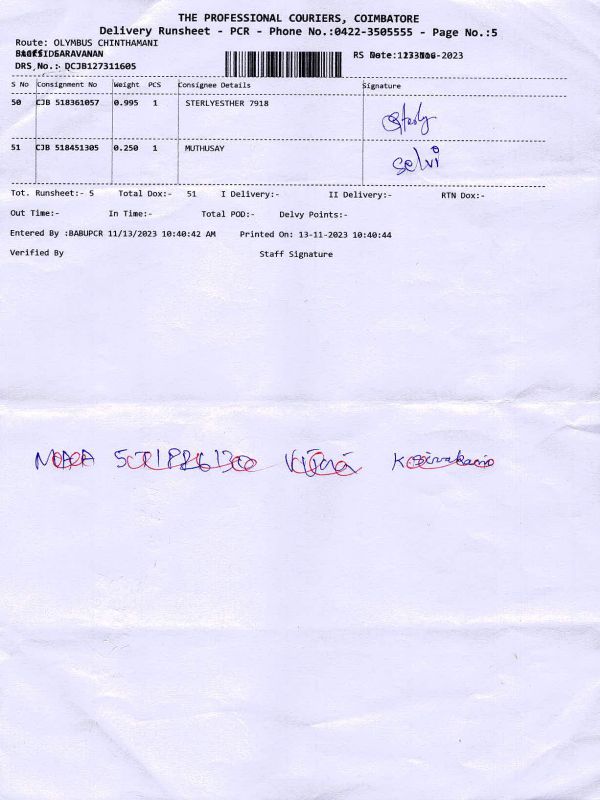 THE PROFESSIONAL COURIERS, COIMBATORE
Delivery Runsheet - PCR - Phone No.:0422-3505555 - Page No.:5
Route: OLYMBUS CHINTHAMANI
SARAVANAN
DRS No.:- DCJB127311605
S No Consignment No Weight PCS Consignee Details Signature
50 CJB 518361057 0.995 1 STERLYESTHER 7918
51 CJB 518451305 0.250 1 MUTHUSAY Selvi
Tot. Runsheet:- 5 Total Dox:- 51 I Delivery:- II Delivery:- RTN Dox:-
Out Time:- In Time:- Total POD:- Delvy Points:-
Entered By :BABUPCR 11/13/2023 10:40:42 AM Printed On: 13-11-2023 10:40:44
Verified By Staff Signature